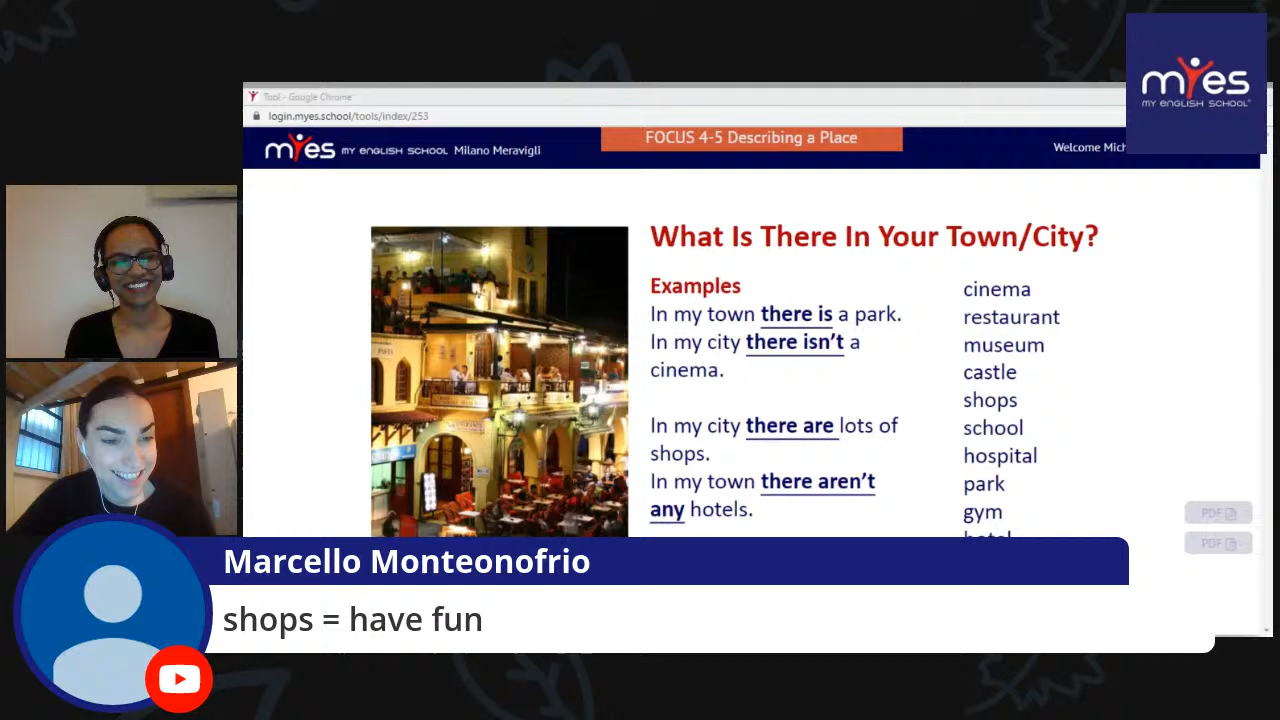 myes
MY ENGLISH SCHOOL
Tool - Google Chrome
login.myes.school/tools/index/253
myes MY ENGLISH SCHOOL Milano Meravigli
FOCUS 4-5 Describing a Place
Welcome Mich
What Is There In Your Town/City?
Examples
In my town there is a park.
In my city there isn't a
cinema.
In my city there are lots of
shops.
In my town there aren't
any hotels.
cinema
restaurant
museum
castle
shops
school
hospital
park
gym
hotel
PDF
PDF
Marcello Monteonofrio
shops = have fun